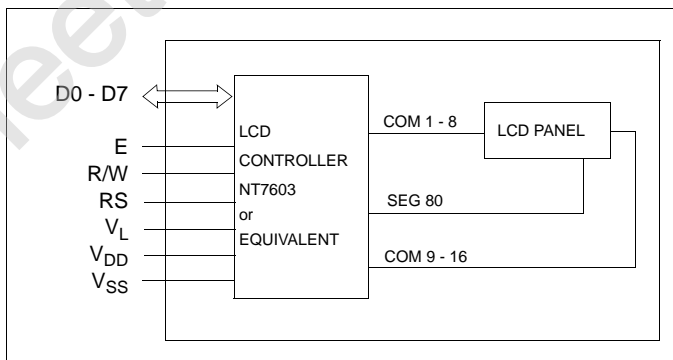 D0 - D7
E
R/W
RS
VL
VDD
VSS
LCD
CONTROLLER
NT7603
or
EQUIVALENT
COM 1 - 8
SEG 80
COM 9 - 16
LCD PANEL